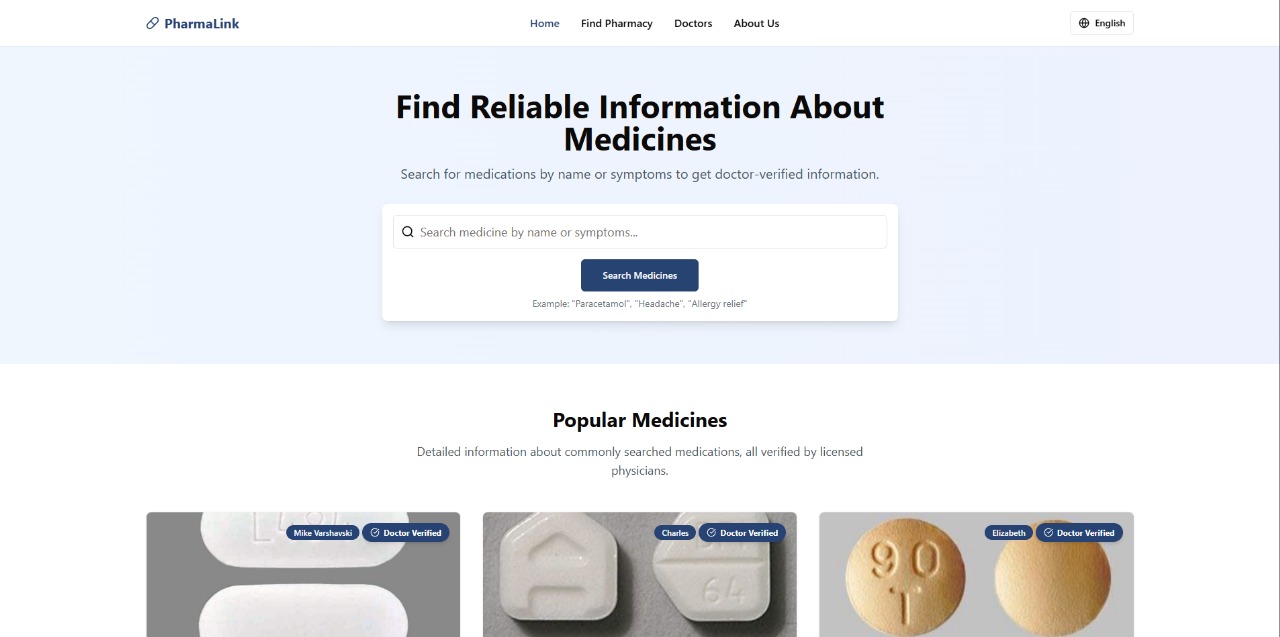 PharmaLink
Home Find Pharmacy Doctors About Us
English
Find Reliable Information About
Medicines
Search for medications by name or symptoms to get doctor-verified information.
Search medicine by name or symptoms...
Search Medicines
Example: "Paracetamol", "Headache", "Allergy relief"
Popular Medicines
Detailed information about commonly searched medications, all verified by licensed
physicians.
Mike Varshavski Doctor Verified
Charles Doctor Verified
Elizabeth Doctor Verified
64
90
T